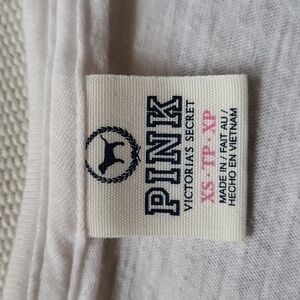 PINK
VICTORIA'S SECRET
XS · TP · XP
MADE IN / FAIT AU /
HECHO EN VIETNAM